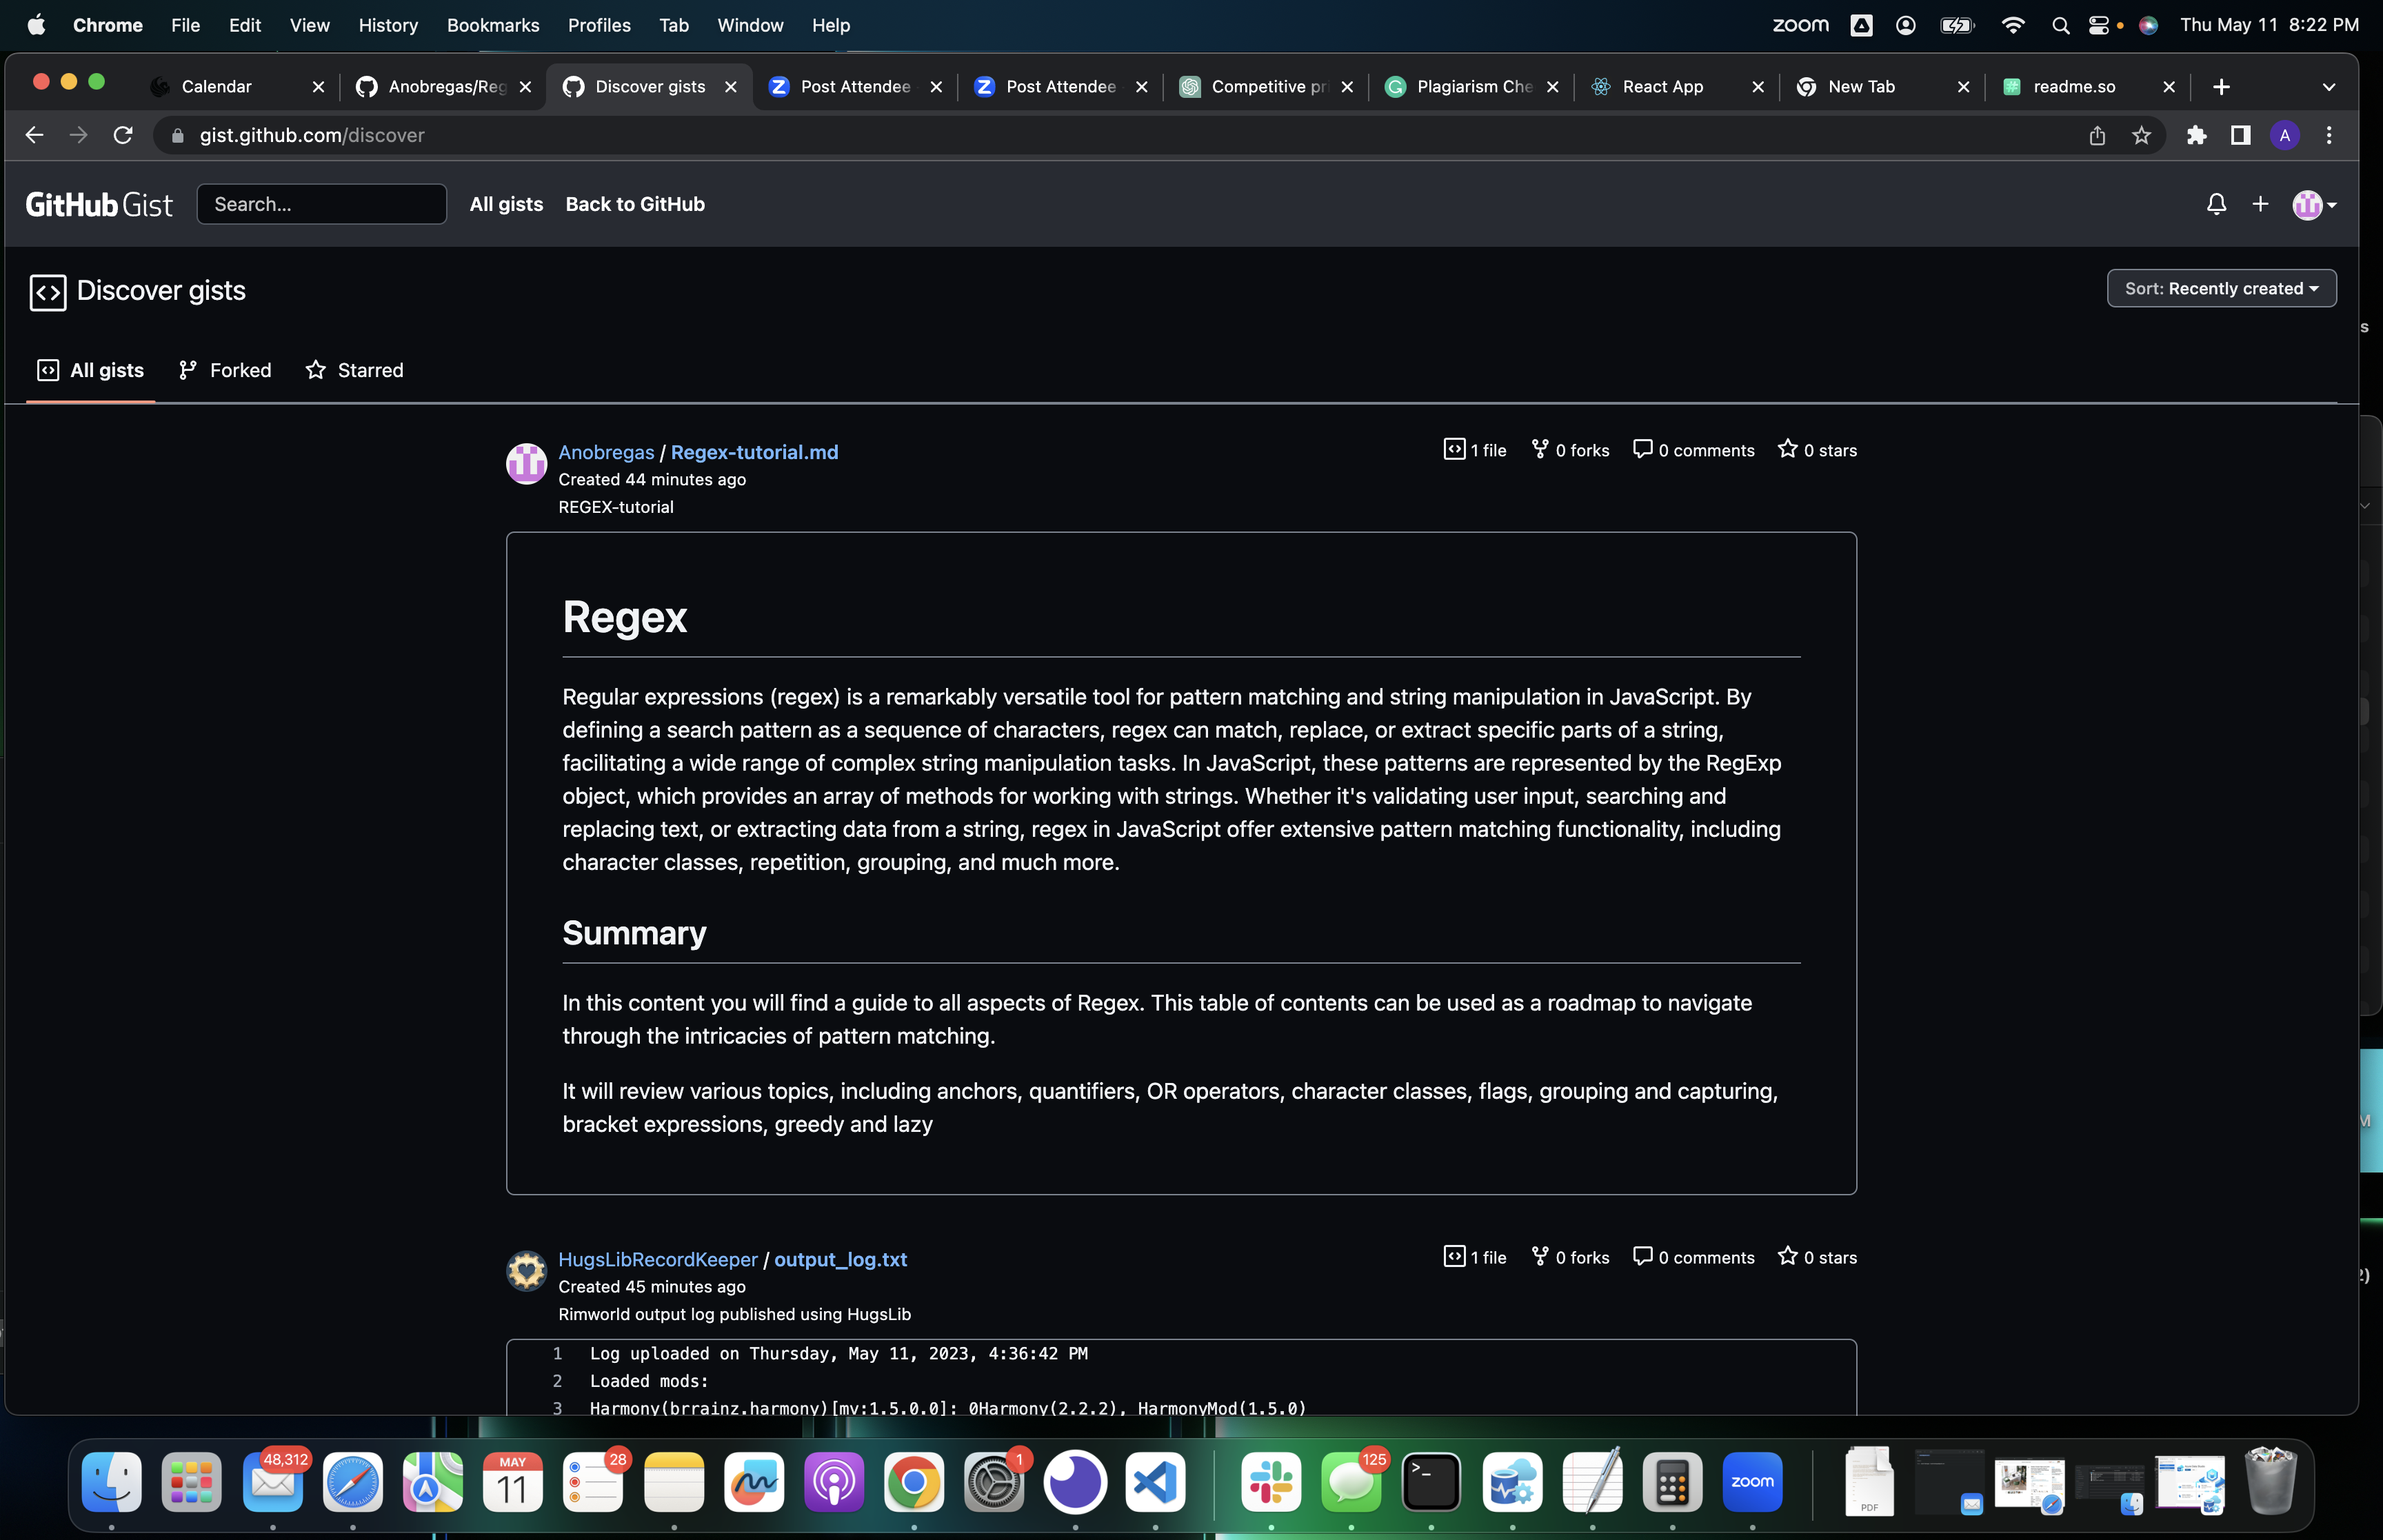 Chrome File Edit View History Bookmarks Profiles Tab Window Help zoom Thu May 11 8:22 PM
Calendar Anobregas/Reg Discover gists Post Attendee Post Attendee Competitive pr Plagiarism Che React App New Tab readme.so
gist.github.com/discover A
GitHub Gist Search... All gists Back to GitHub
Discover gists Sort: Recently created
All gists Forked Starred
Anobregas / Regex-tutorial.md 1 file 0 forks 0 comments 0 stars
Created 44 minutes ago
REGEX-tutorial
Regex
Regular expressions (regex) is a remarkably versatile tool for pattern matching and string manipulation in JavaScript. By
defining a search pattern as a sequence of characters, regex can match, replace, or extract specific parts of a string,
facilitating a wide range of complex string manipulation tasks. In JavaScript, these patterns are represented by the RegExp
object, which provides an array of methods for working with strings. Whether it's validating user input, searching and
replacing text, or extracting data from a string, regex in JavaScript offer extensive pattern matching functionality, including
character classes, repetition, grouping, and much more.
Summary
In this content you will find a guide to all aspects of Regex. This table of contents can be used as a roadmap to navigate
through the intricacies of pattern matching.
It will review various topics, including anchors, quantifiers, OR operators, character classes, flags, grouping and capturing,
bracket expressions, greedy and lazy
HugsLibRecordKeeper / output_log.txt 1 file 0 forks 0 comments 0 stars
Created 45 minutes ago
Rimworld output log published using HugsLib
1 Log uploaded on Thursday, May 11, 2023, 4:36:42 PM
2 Loaded mods:
3 Harmony(brrainz.harmony)[mv:1.5.0.0]: 0Harmony(2.2.2), HarmonyMod(1.5.0)
48,312 MAY 11 28 1 125 zoom PDF